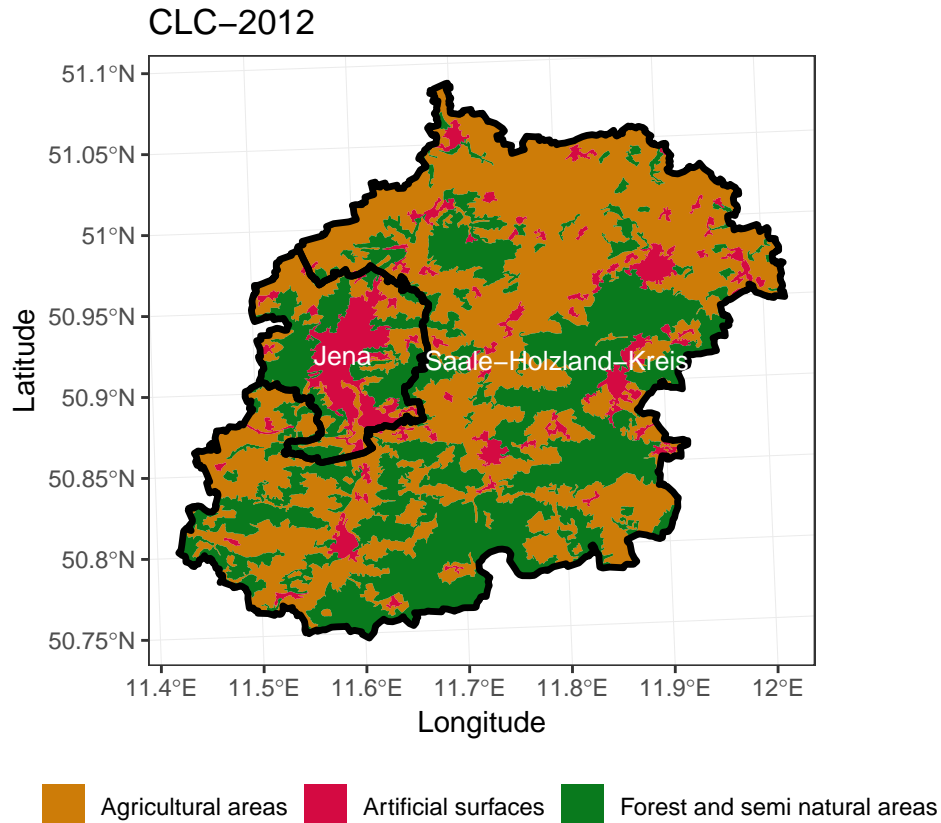 CLC−2012
51.1°N
51.05°N
51°N
50.95°N
50.9°N
50.85°N
50.8°N
50.75°N
Latitude
Jena
Saale−Holzland−Kreis
11.4°E 11.5°E 11.6°E 11.7°E 11.8°E 11.9°E 12°E
Longitude
Agricultural areas Artificial surfaces Forest and semi natural areas